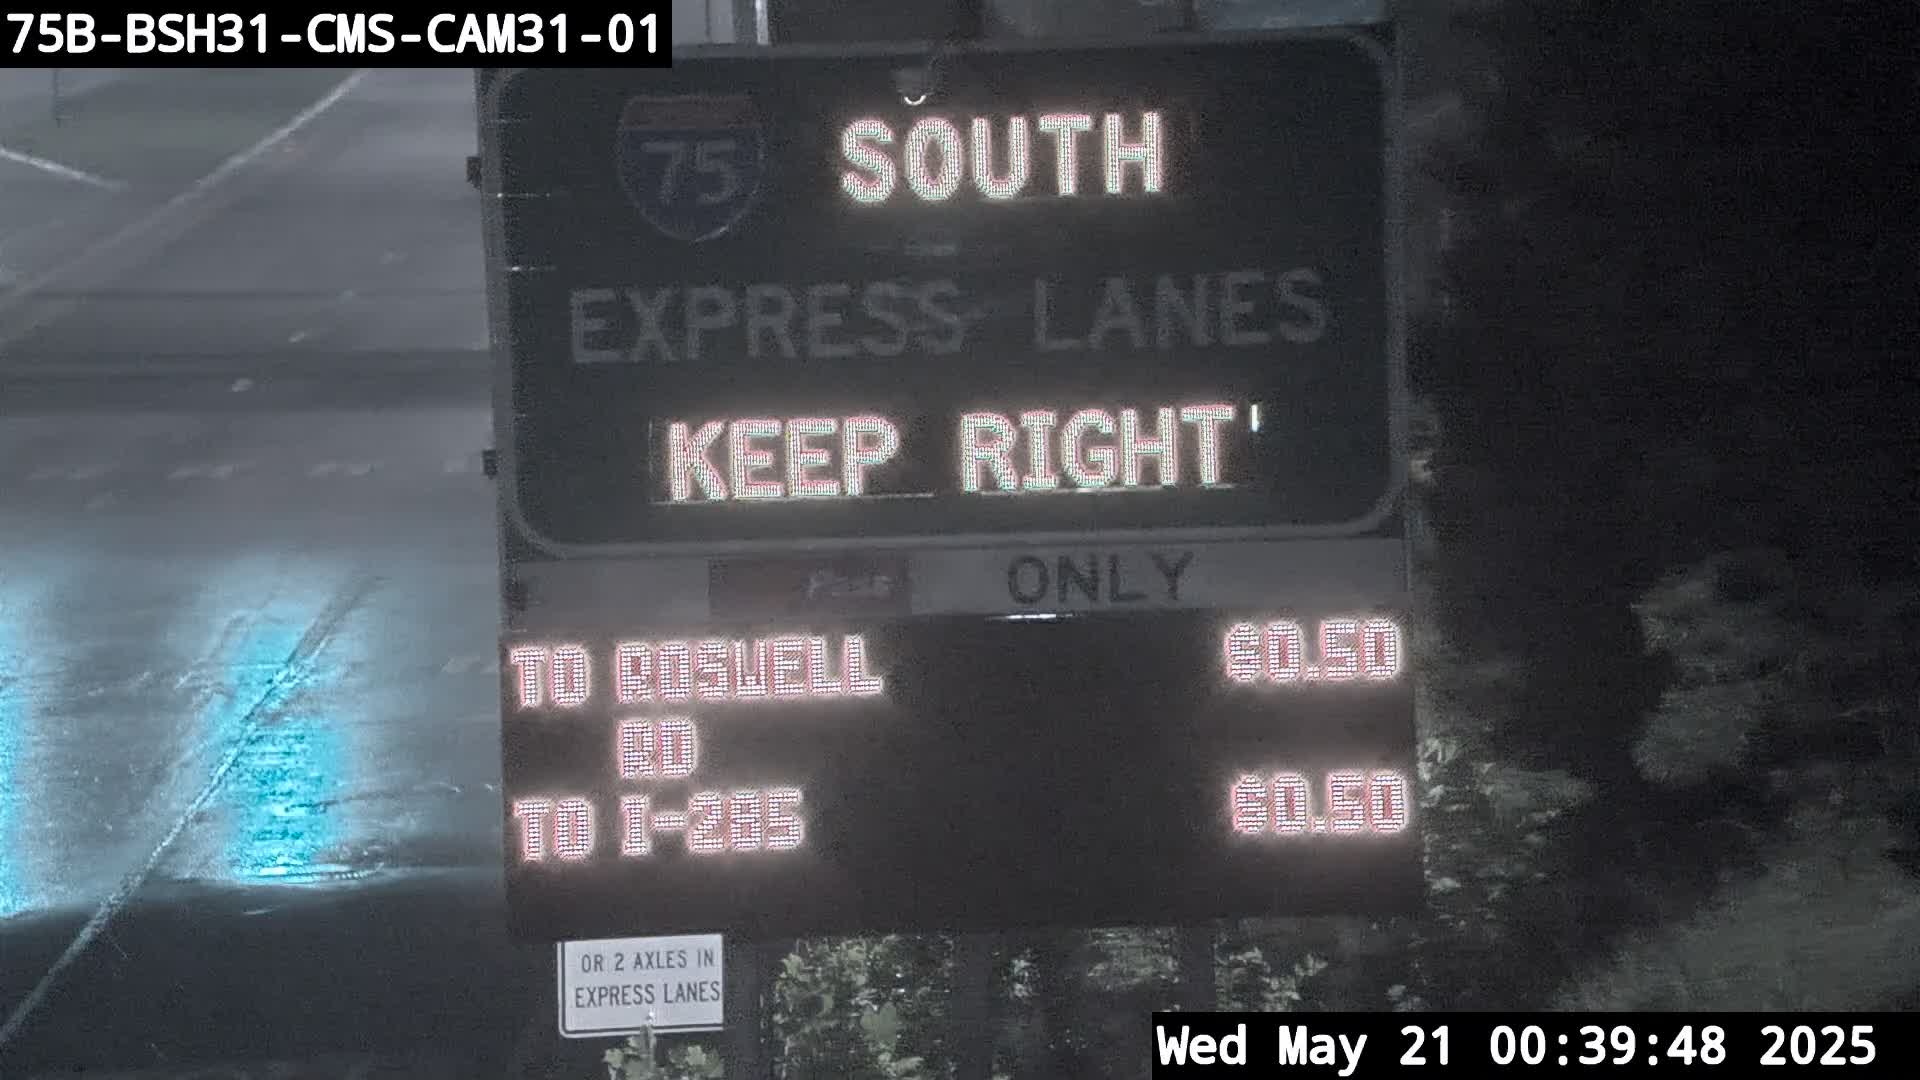 75B-BSH31-CMS-CAM31-01
75 SOUTH
EXPRESS LANES
KEEP RIGHT
ONLY
TO ROSWELL $0.50
RD
TO I-285 $0.50
OR 2 AXLES IN
EXPRESS LANES
Wed May 21 00:39:48 2025